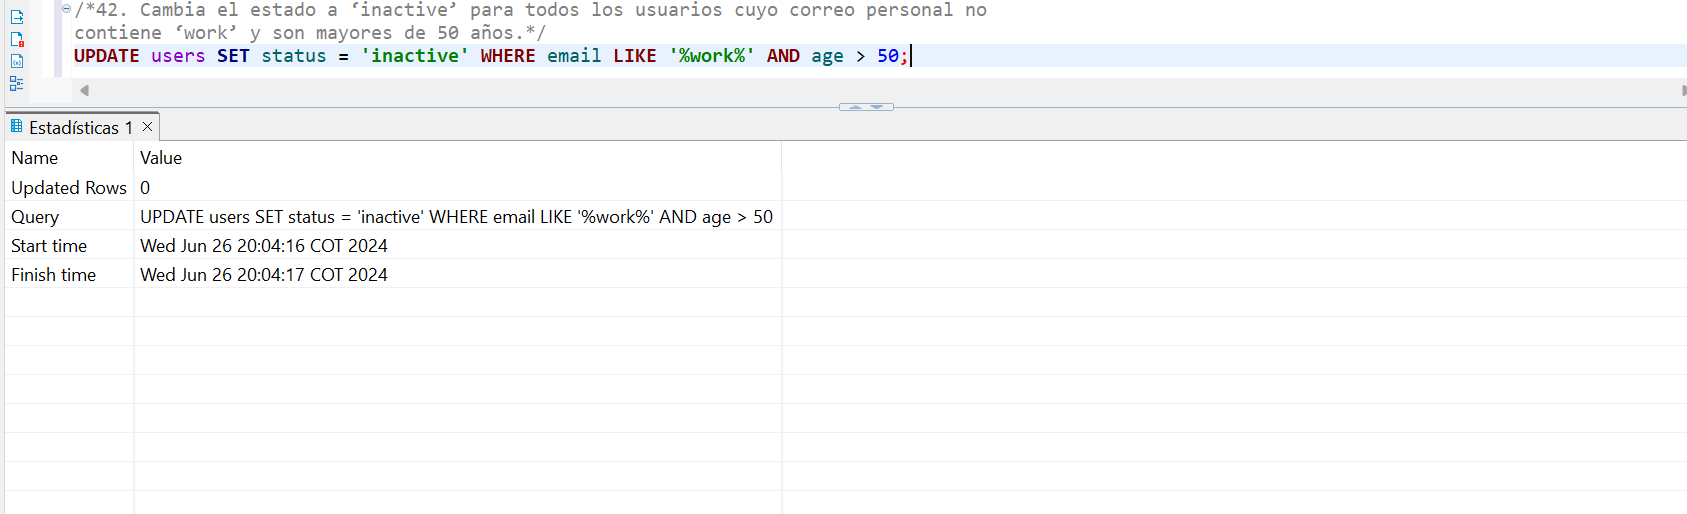 /*42. Cambia el estado a ‘inactive’ para todos los usuarios cuyo correo personal no
contiene ‘work’ y son mayores de 50 años.*/
UPDATE users SET status = 'inactive' WHERE email LIKE '%work%' AND age > 50;
Estadísticas 1
Name Value
Updated Rows 0
Query UPDATE users SET status = 'inactive' WHERE email LIKE '%work%' AND age > 50
Start time Wed Jun 26 20:04:16 COT 2024
Finish time Wed Jun 26 20:04:17 COT 2024